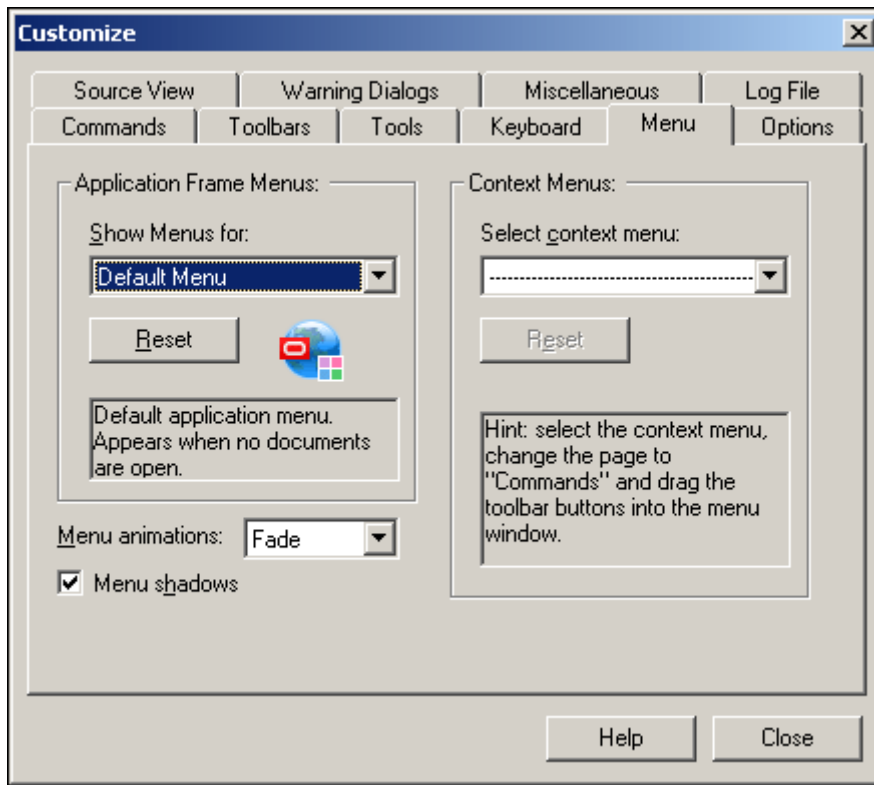 Customize
Source View Warning Dialogs Miscellaneous Log File
Commands Toolbars Tools Keyboard Menu Options
Application Frame Menus:
Show Menus for:
Default Menu
Reset
Default application menu.
Appears when no documents
are open.
Menu animations: Fade
Menu shadows
Context Menus:
Select context menu:
--------------------------------------------
Reset
Hint: select the context menu,
change the page to
"Commands" and drag the
toolbar buttons into the menu
window.
Help Close